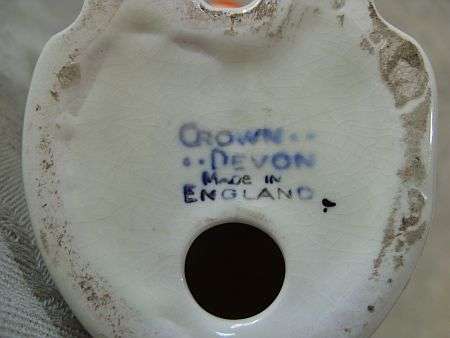 CROWN..
..DEVON
MADE IN
ENGLAND